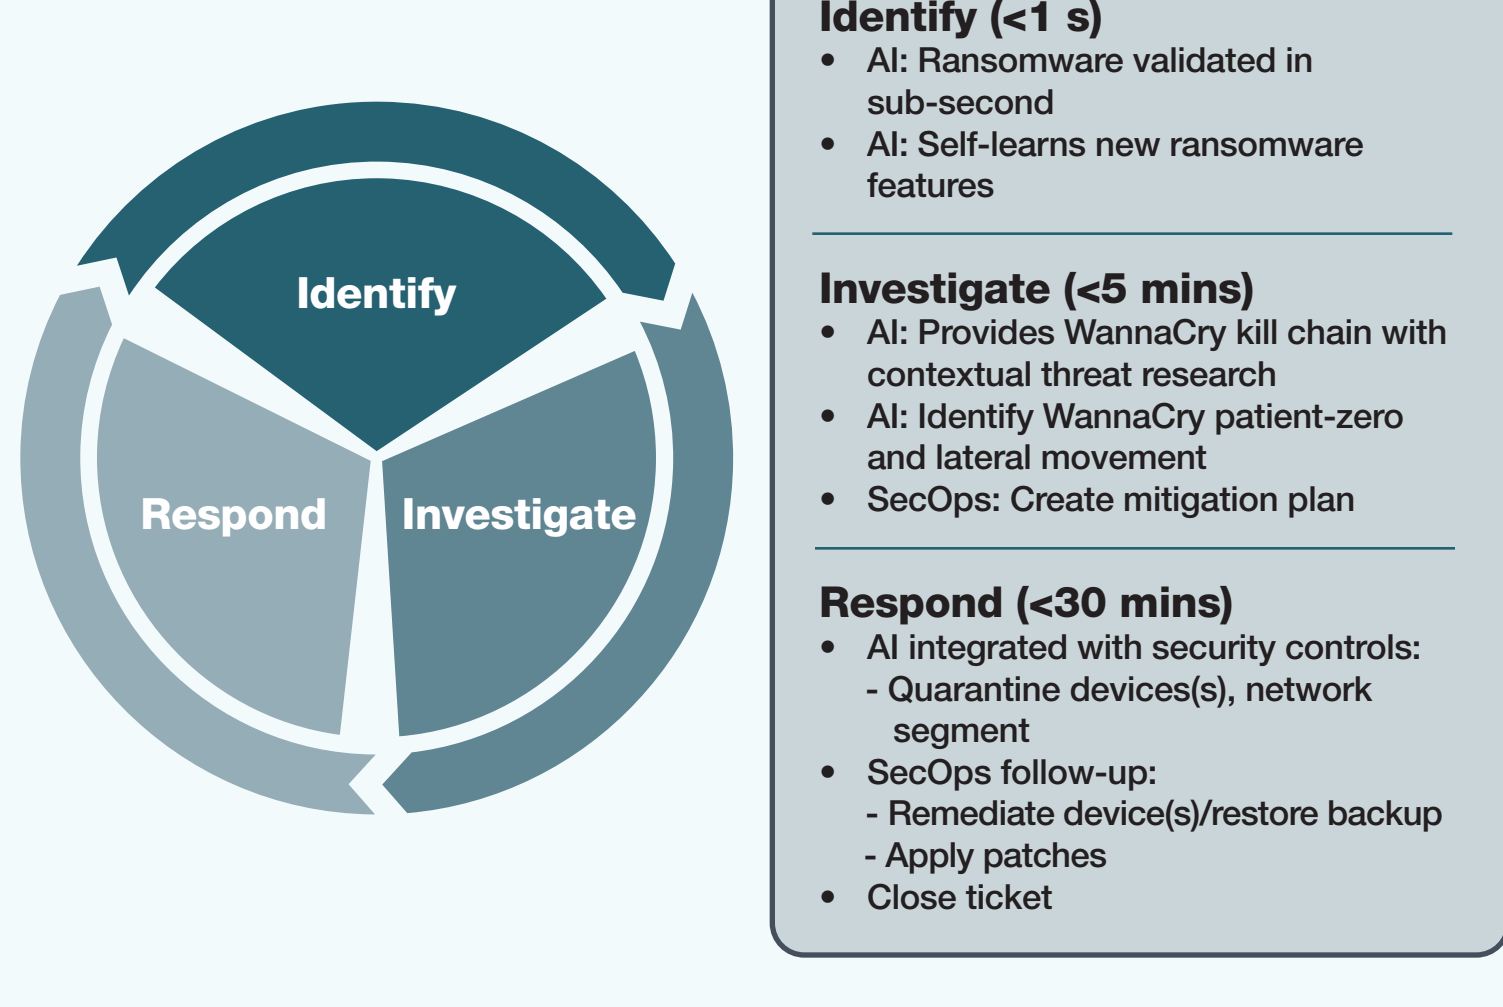 Identify
Respond
Investigate
Identify (<1 s)
• AI: Ransomware validated in
sub-second
• AI: Self-learns new ransomware
features
Investigate (<5 mins)
• AI: Provides WannaCry kill chain with
contextual threat research
• AI: Identify WannaCry patient-zero
and lateral movement
• SecOps: Create mitigation plan
Respond (<30 mins)
• AI integrated with security controls:
- Quarantine devices(s), network
segment
• SecOps follow-up:
- Remediate device(s)/restore backup
- Apply patches
• Close ticket